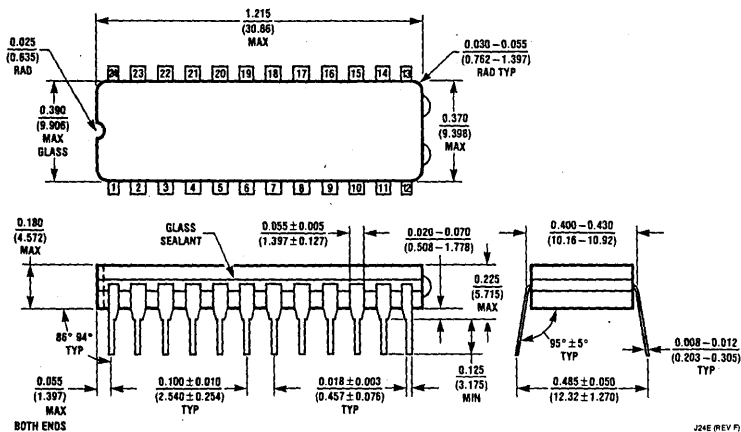 1.215
(30.86)
MAX
0.025
(0.635)
RAD
0.030–0.055
(0.762–1.397)
RAD TYP
24 23 22 21 20 19 18 17 16 15 14 13
0.390
(9.906)
MAX
GLASS
0.370
(9.398)
MAX
1 2 3 4 5 6 7 8 9 10 11 12
0.180
(4.572)
MAX
GLASS
SEALANT
0.055 ± 0.005
(1.397 ± 0.127)
0.020–0.070
(0.508–1.778)
0.400–0.430
(10.16–10.92)
0.225
(5.715)
MAX
86° 94°
TYP
95° ± 5°
TYP
0.008–0.012
(0.203–0.305)
TYP
0.125
(3.175)
MIN
0.055
(1.397)
MAX
BOTH ENDS
0.100 ± 0.010
(2.540 ± 0.254)
TYP
0.018 ± 0.003
(0.457 ± 0.076)
TYP
0.485 ± 0.050
(12.32 ± 1.270)
J24E (REV F)